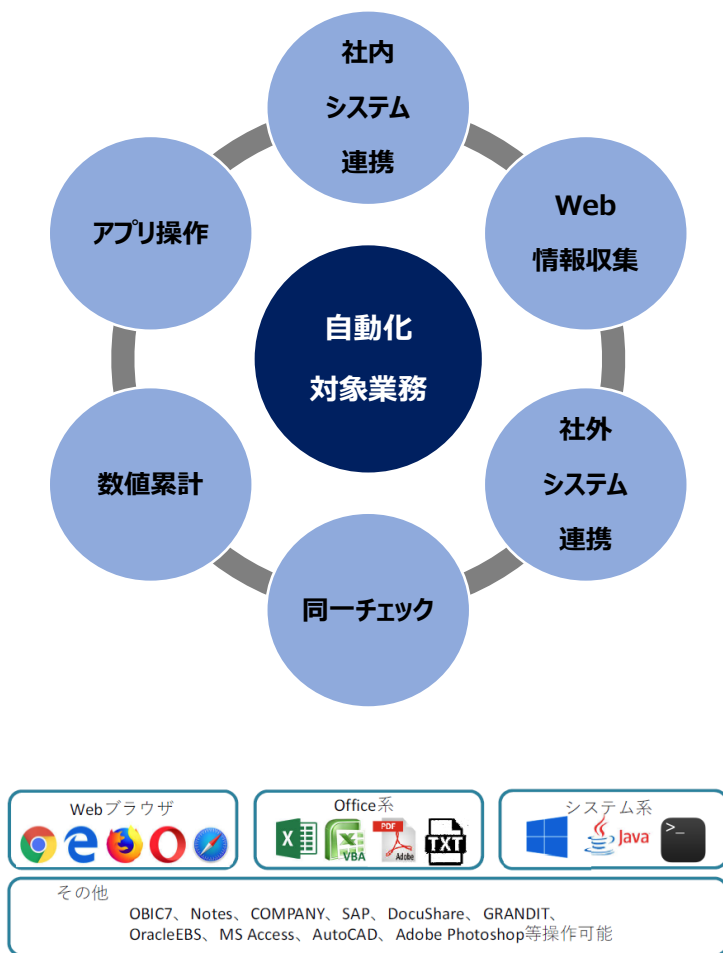 社内
システム
連携
アプリ操作
Web
情報収集
自動化
対象業務
数値累計
社外
システム
連携
同一チェック
Webブラウザ
Office系
X
X
VBA
PDF
Adobe
TXT
システム系
Java
>_
その他
OBIC7、Notes、COMPANY、SAP、DocuShare、GRANDIT、
OracleEBS、MS Access、AutoCAD、Adobe Photoshop等操作可能